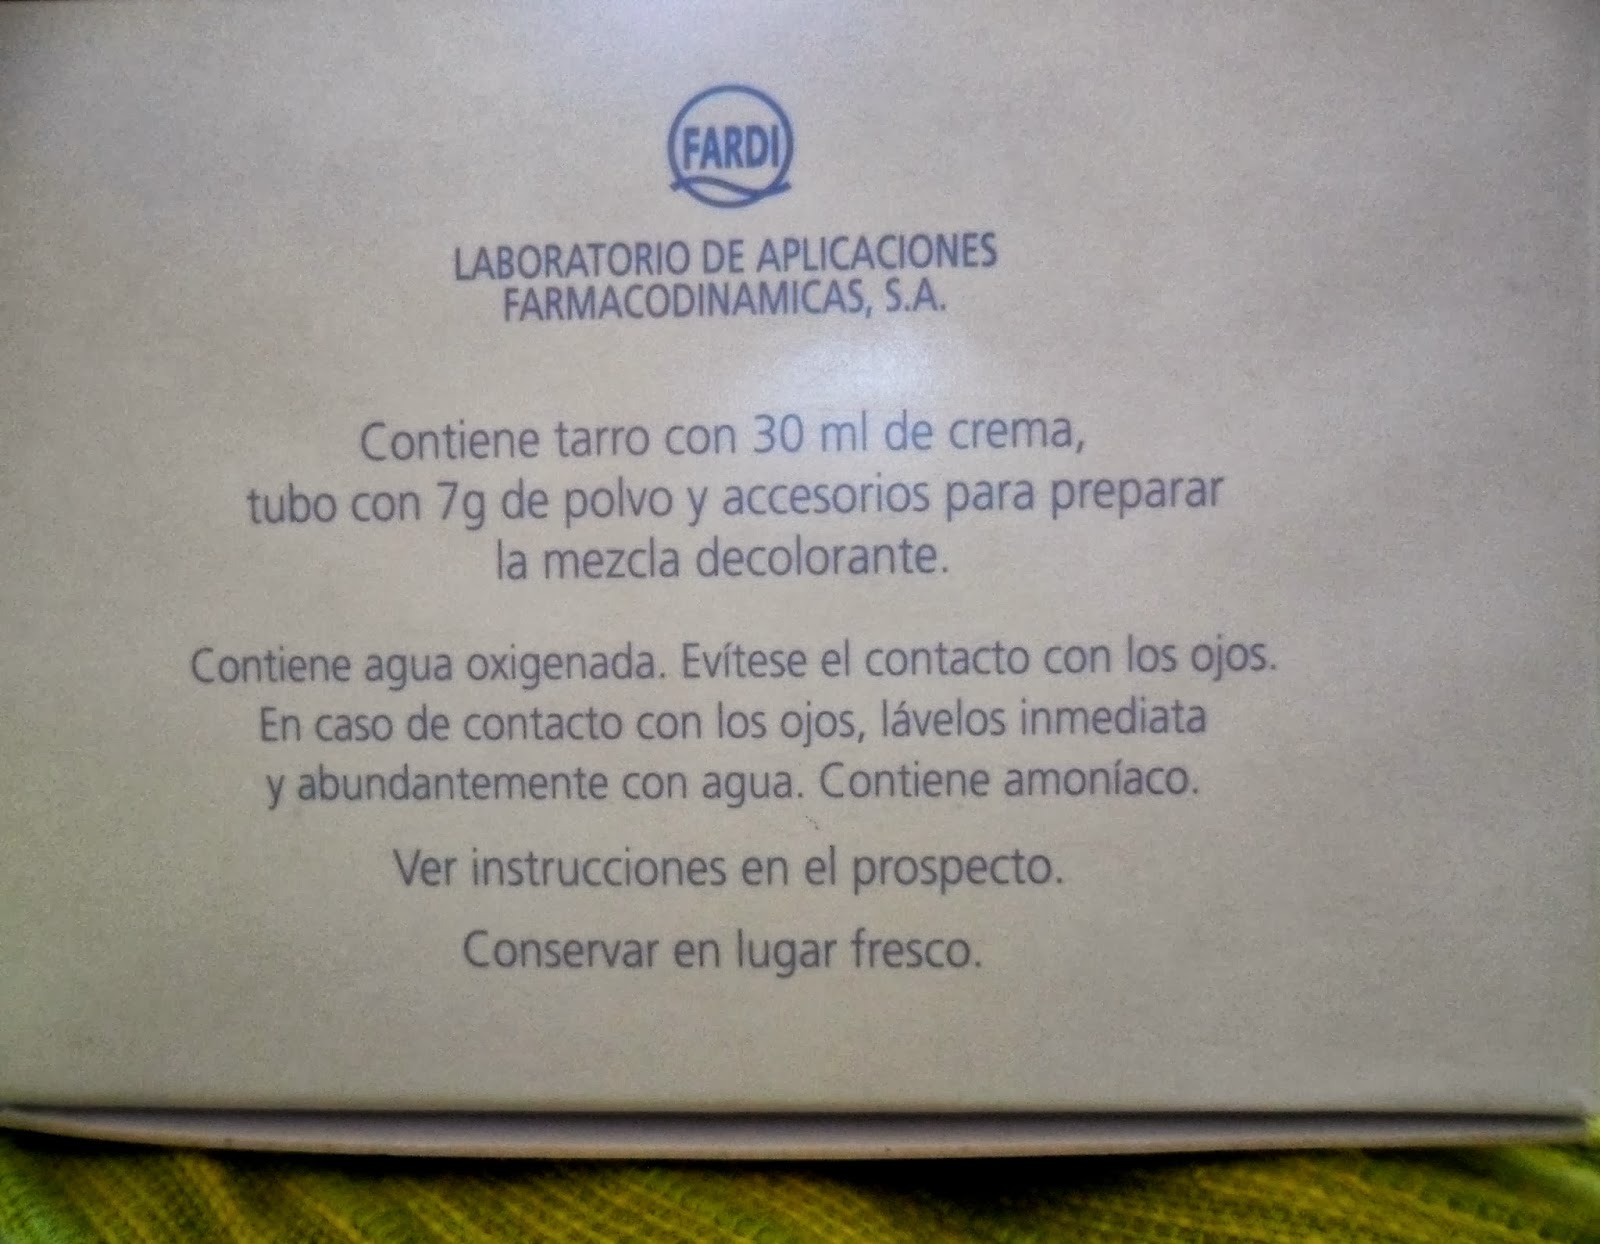 FARDI
LABORATORIO DE APLICACIONES
FARMACODINAMICAS, S.A.
Contiene tarro con 30 ml de crema,
tubo con 7g de polvo y accesorios para preparar
la mezcla decolorante.
Contiene agua oxigenada. Evítese el contacto con los ojos.
En caso de contacto con los ojos, lávelos inmediata
y abundantemente con agua. Contiene amoníaco.
Ver instrucciones en el prospecto.
Conservar en lugar fresco.